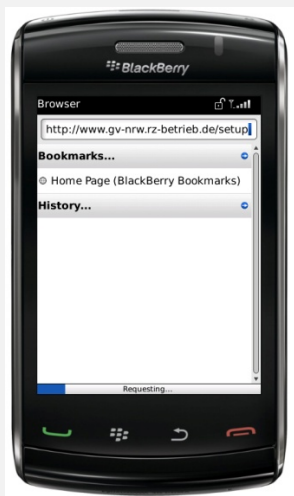 BlackBerry
Browser
http://www.gv-nrw.rz-betrieb.de/setup
Bookmarks...
Home Page (BlackBerry Bookmarks)
History...
Requesting...